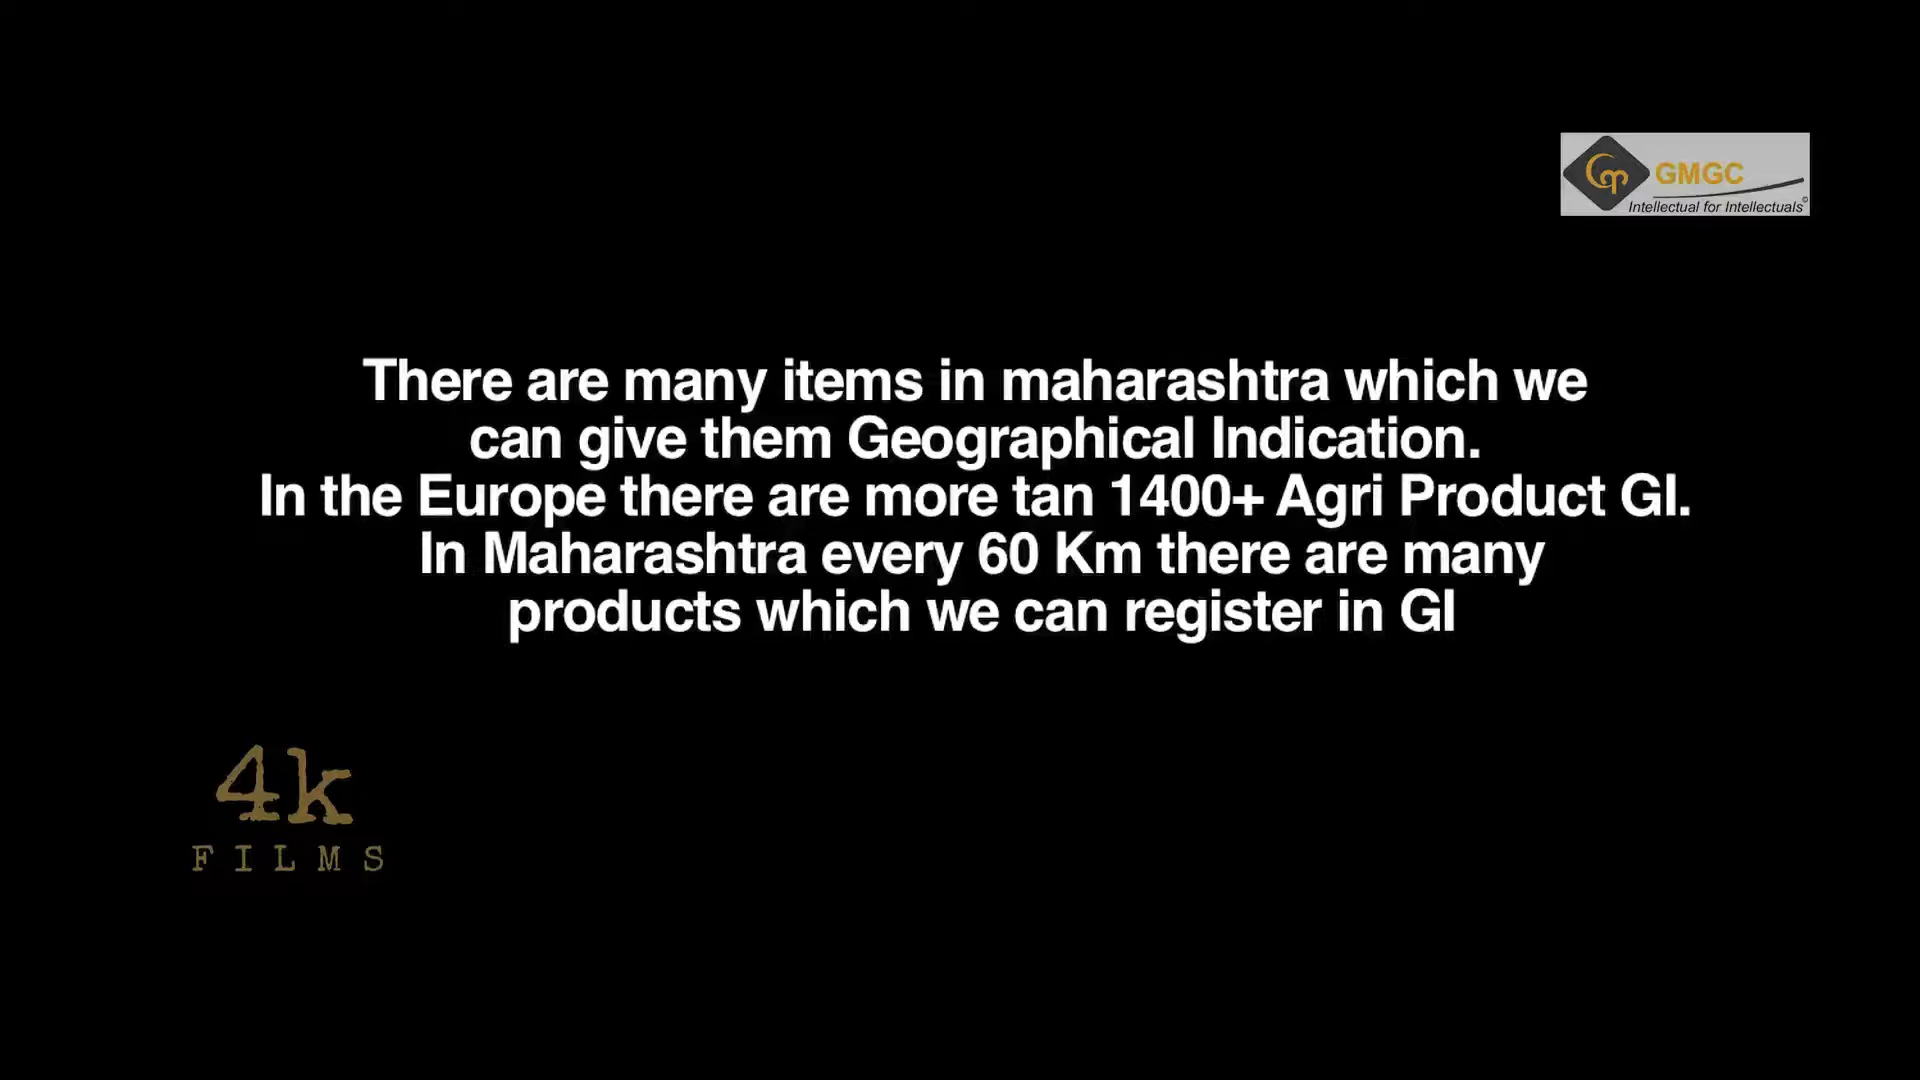 GMGC
Intellectual for Intellectuals©
There are many items in maharashtra which we
can give them Geographical Indication.
In the Europe there are more tan 1400+ Agri Product GI.
In Maharashtra every 60 Km there are many
products which we can register in GI
4k
FILMS